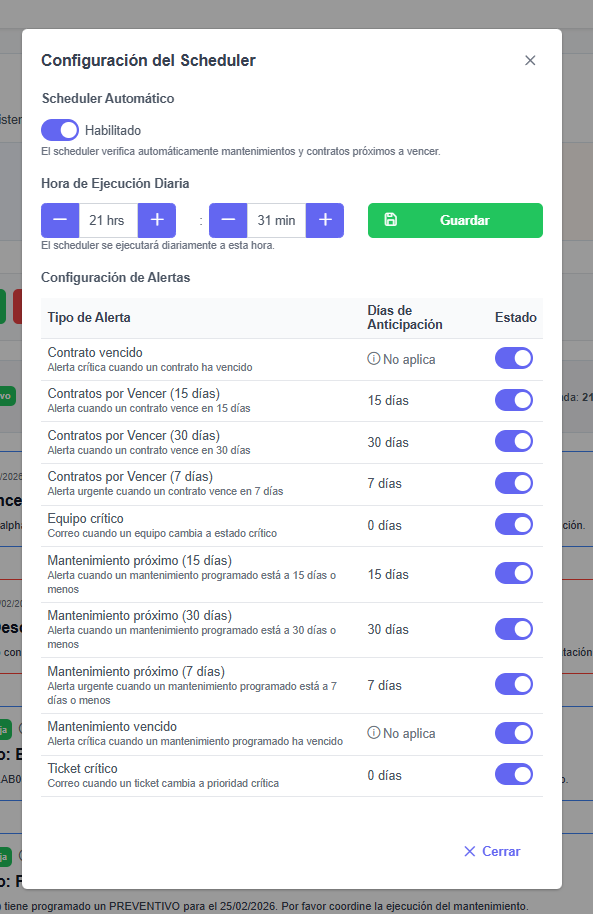 Configuración del Scheduler
Scheduler Automático
Habilitado
El scheduler verifica automáticamente mantenimientos y contratos próximos a vencer.
Hora de Ejecución Diaria
21 hrs : 31 min Guardar
El scheduler se ejecutará diariamente a esta hora.
Configuración de Alertas
Tipo de Alerta Días de Anticipación Estado
Contrato vencido
Alerta crítica cuando un contrato ha vencido
No aplica
Contratos por Vencer (15 días)
Alerta cuando un contrato vence en 15 días
15 días
Contratos por Vencer (30 días)
Alerta cuando un contrato vence en 30 días
30 días
Contratos por Vencer (7 días)
Alerta urgente cuando un contrato vence en 7 días
7 días
Equipo crítico
Correo cuando un equipo cambia a estado crítico
0 días
Mantenimiento próximo (15 días)
Alerta cuando un mantenimiento programado está a 15 días o
menos
15 días
Mantenimiento próximo (30 días)
Alerta cuando un mantenimiento programado está a 30 días o
menos
30 días
Mantenimiento próximo (7 días)
Alerta urgente cuando un mantenimiento programado está a 7
días o menos
7 días
Mantenimiento vencido
Alerta crítica cuando un mantenimiento programado ha vencido
No aplica
Ticket crítico
Correo cuando un ticket cambia a prioridad crítica
0 días
Cerrar
) tiene programado un PREVENTIVO para el 25/02/2026. Por favor coordine la ejecución del mantenimiento.